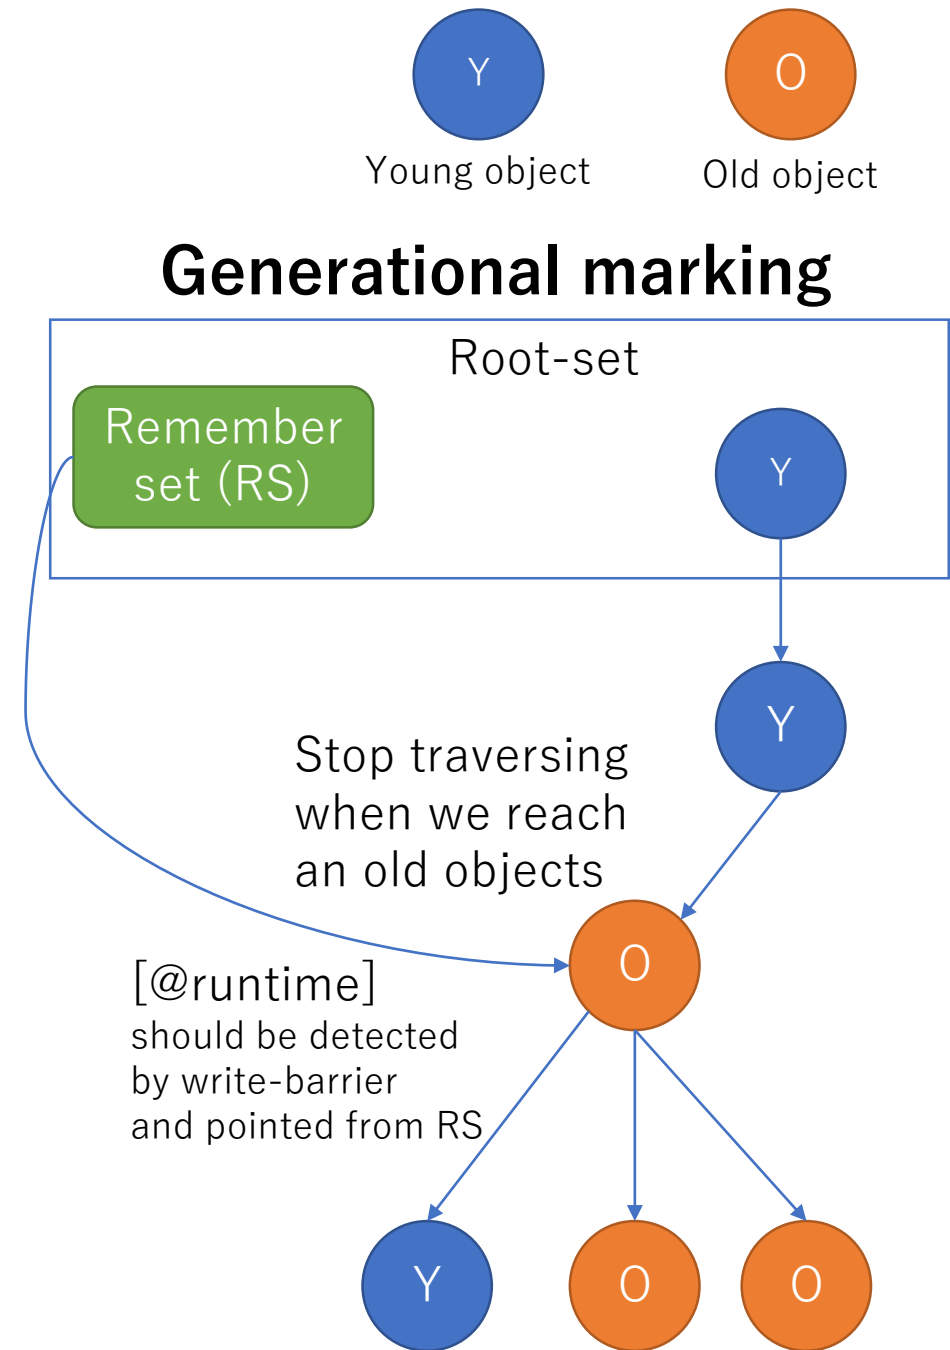 Y
O
Young object
Old object
Generational marking
Root-set
Remember
set (RS)
Y
Y
Stop traversing
when we reach
an old objects
O
[@runtime]
should be detected
by write-barrier
and pointed from RS
Y
O
O